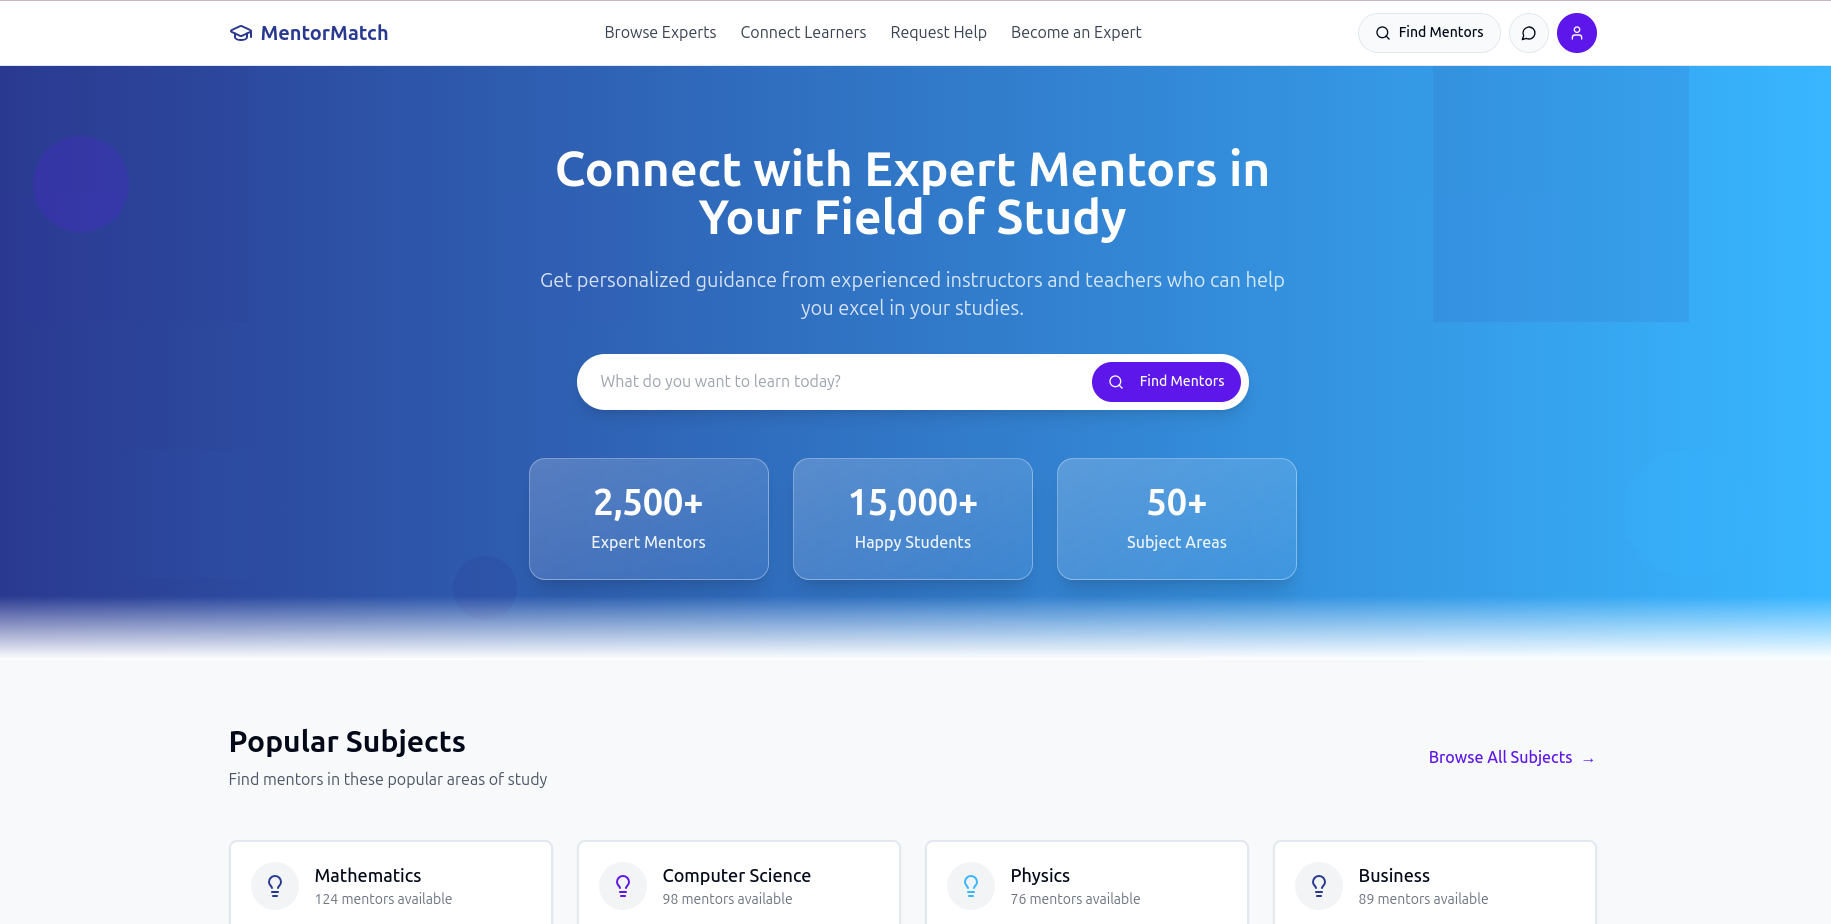 MentorMatch
Browse Experts
Connect Learners
Request Help
Become an Expert
Find Mentors
Connect with Expert Mentors in
Your Field of Study
Get personalized guidance from experienced instructors and teachers who can help
you excel in your studies.
What do you want to learn today?
Find Mentors
2,500+
Expert Mentors
15,000+
Happy Students
50+
Subject Areas
Popular Subjects
Find mentors in these popular areas of study
Browse All Subjects →
Mathematics
124 mentors available
Computer Science
98 mentors available
Physics
76 mentors available
Business
89 mentors available